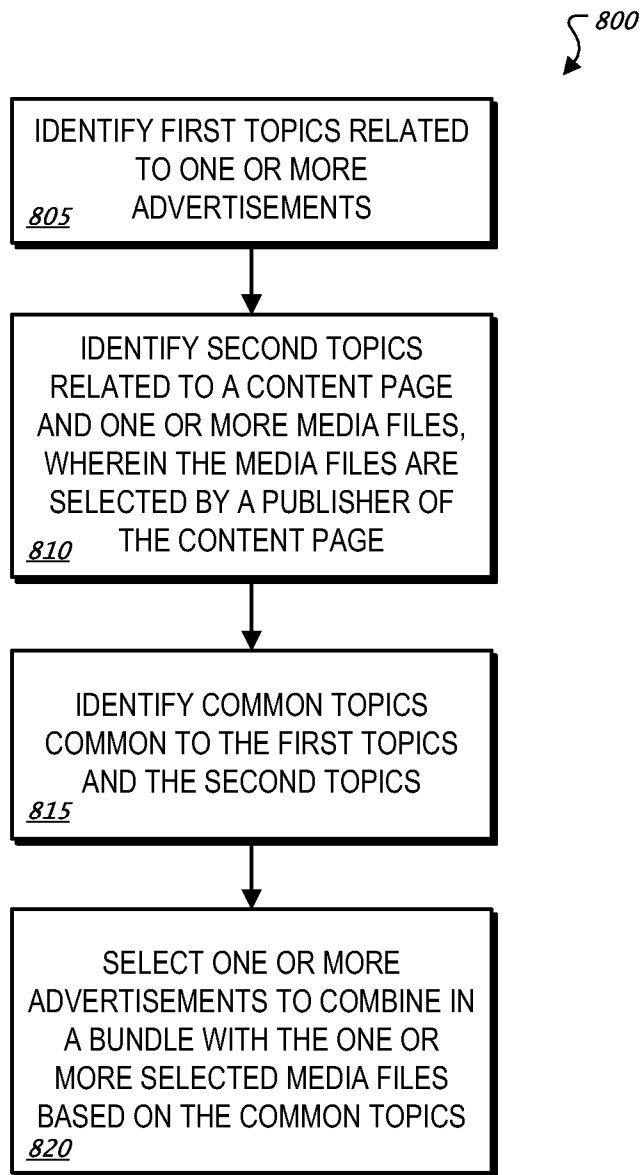 800
IDENTIFY FIRST TOPICS RELATED
TO ONE OR MORE
ADVERTISEMENTS
805
IDENTIFY SECOND TOPICS
RELATED TO A CONTENT PAGE
AND ONE OR MORE MEDIA FILES,
WHEREIN THE MEDIA FILES ARE
SELECTED BY A PUBLISHER OF
THE CONTENT PAGE
810
IDENTIFY COMMON TOPICS
COMMON TO THE FIRST TOPICS
AND THE SECOND TOPICS
815
SELECT ONE OR MORE
ADVERTISEMENTS TO COMBINE IN
A BUNDLE WITH THE ONE OR
MORE SELECTED MEDIA FILES
BASED ON THE COMMON TOPICS
820